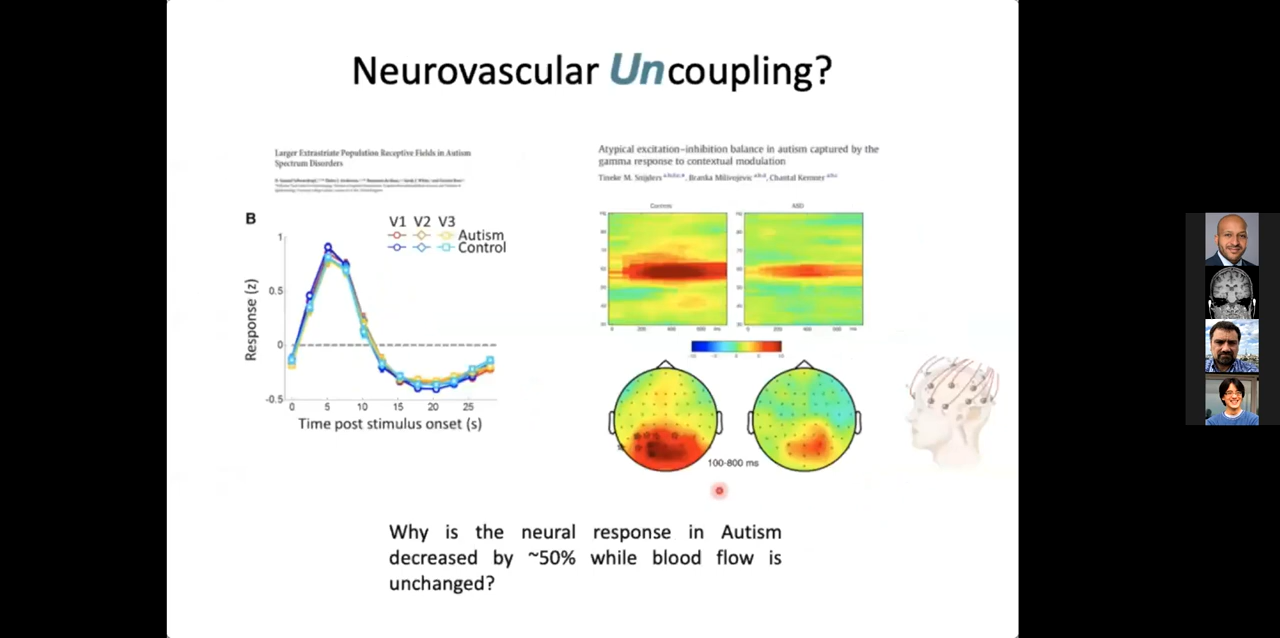 Neurovascular Uncoupling?
Larger Extrastriate Population Receptive Fields in Autism
Spectrum Disorders
Atypical excitation–inhibition balance in autism captured by the
gamma response to contextual modulation
Tineke M. Snijders, Branka Milivojevic, Chantal Kemner
B
V1 V2 V3
Autism
Control
Response (z)
1
0.5
0
-0.5
0 5 10 15 20 25
Time post stimulus onset (s)
Control
ASD
100-800 ms
Why is the neural response in Autism
decreased by ~50% while blood flow is
unchanged?